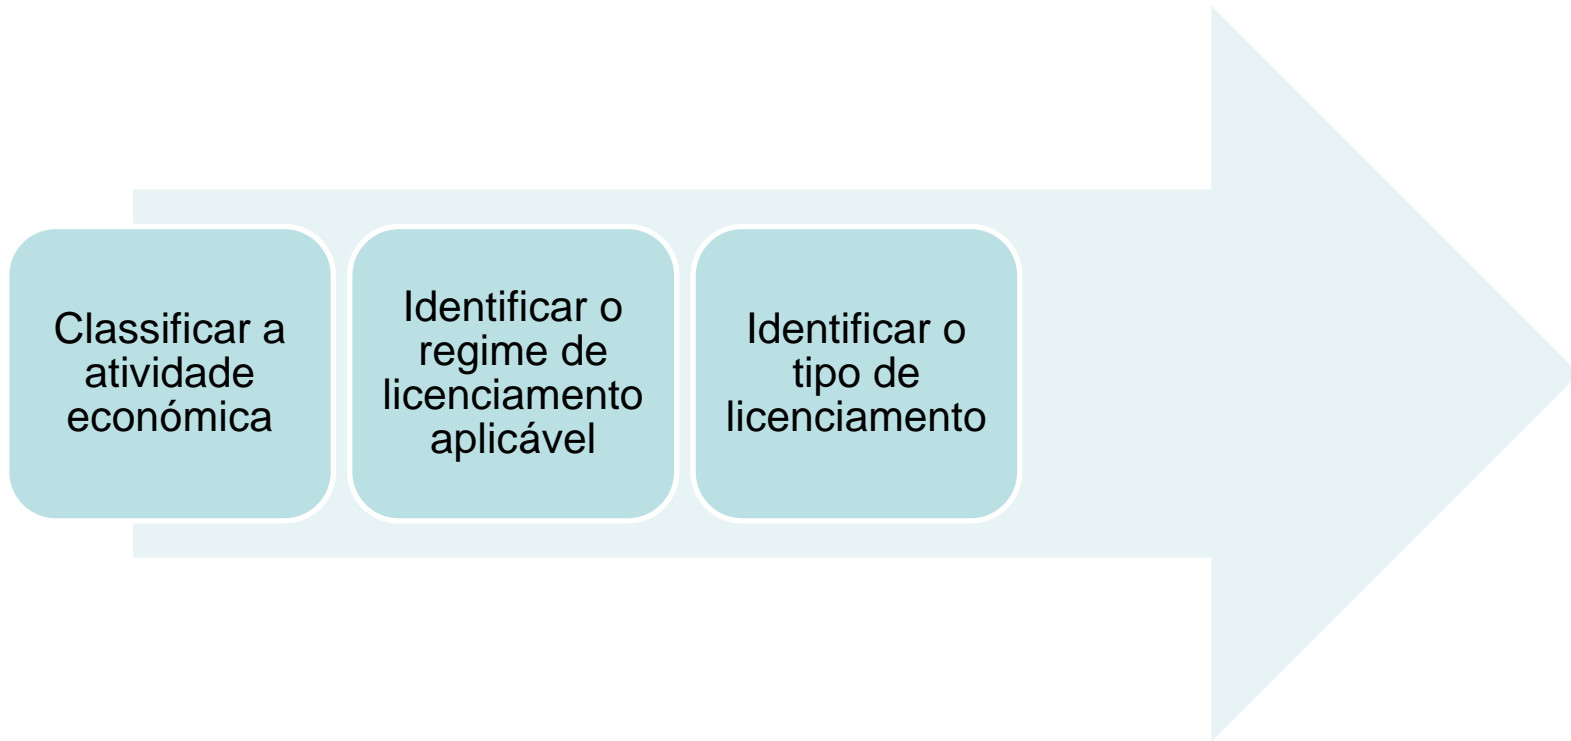 Classificar a
atividade
económica
Identificar o
regime de
licenciamento
aplicável
Identificar o
tipo de
licenciamento